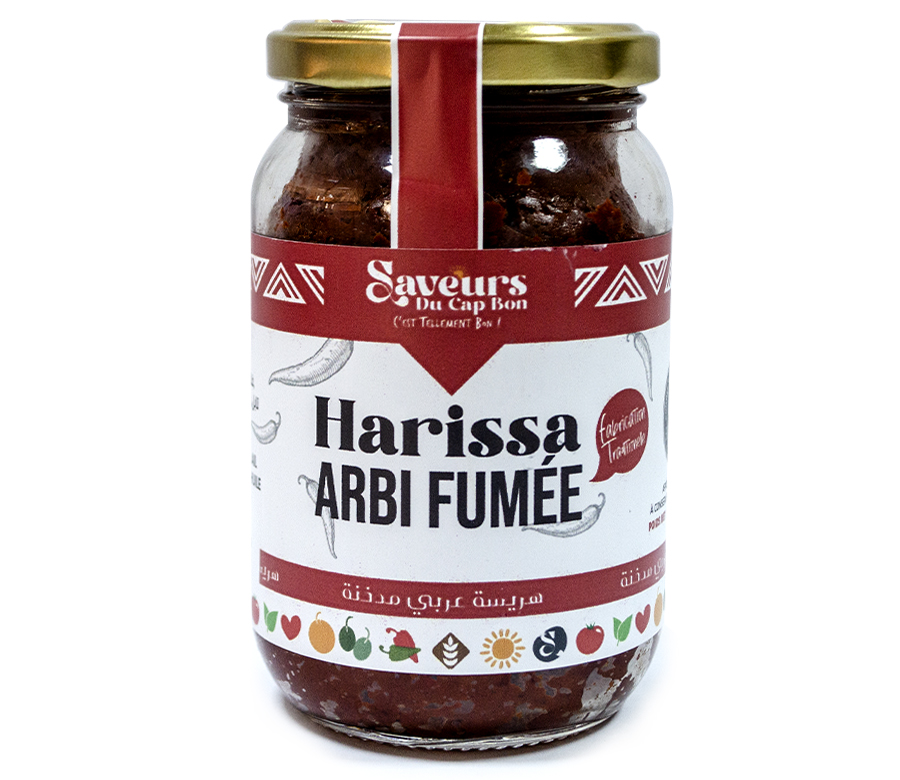 Saveurs
Du Cap Bon
C'est Tellement Bon !
Harissa
ARBI FUMÉE
Fabrication
Traditionnelle
هريسة عربي مدخنة